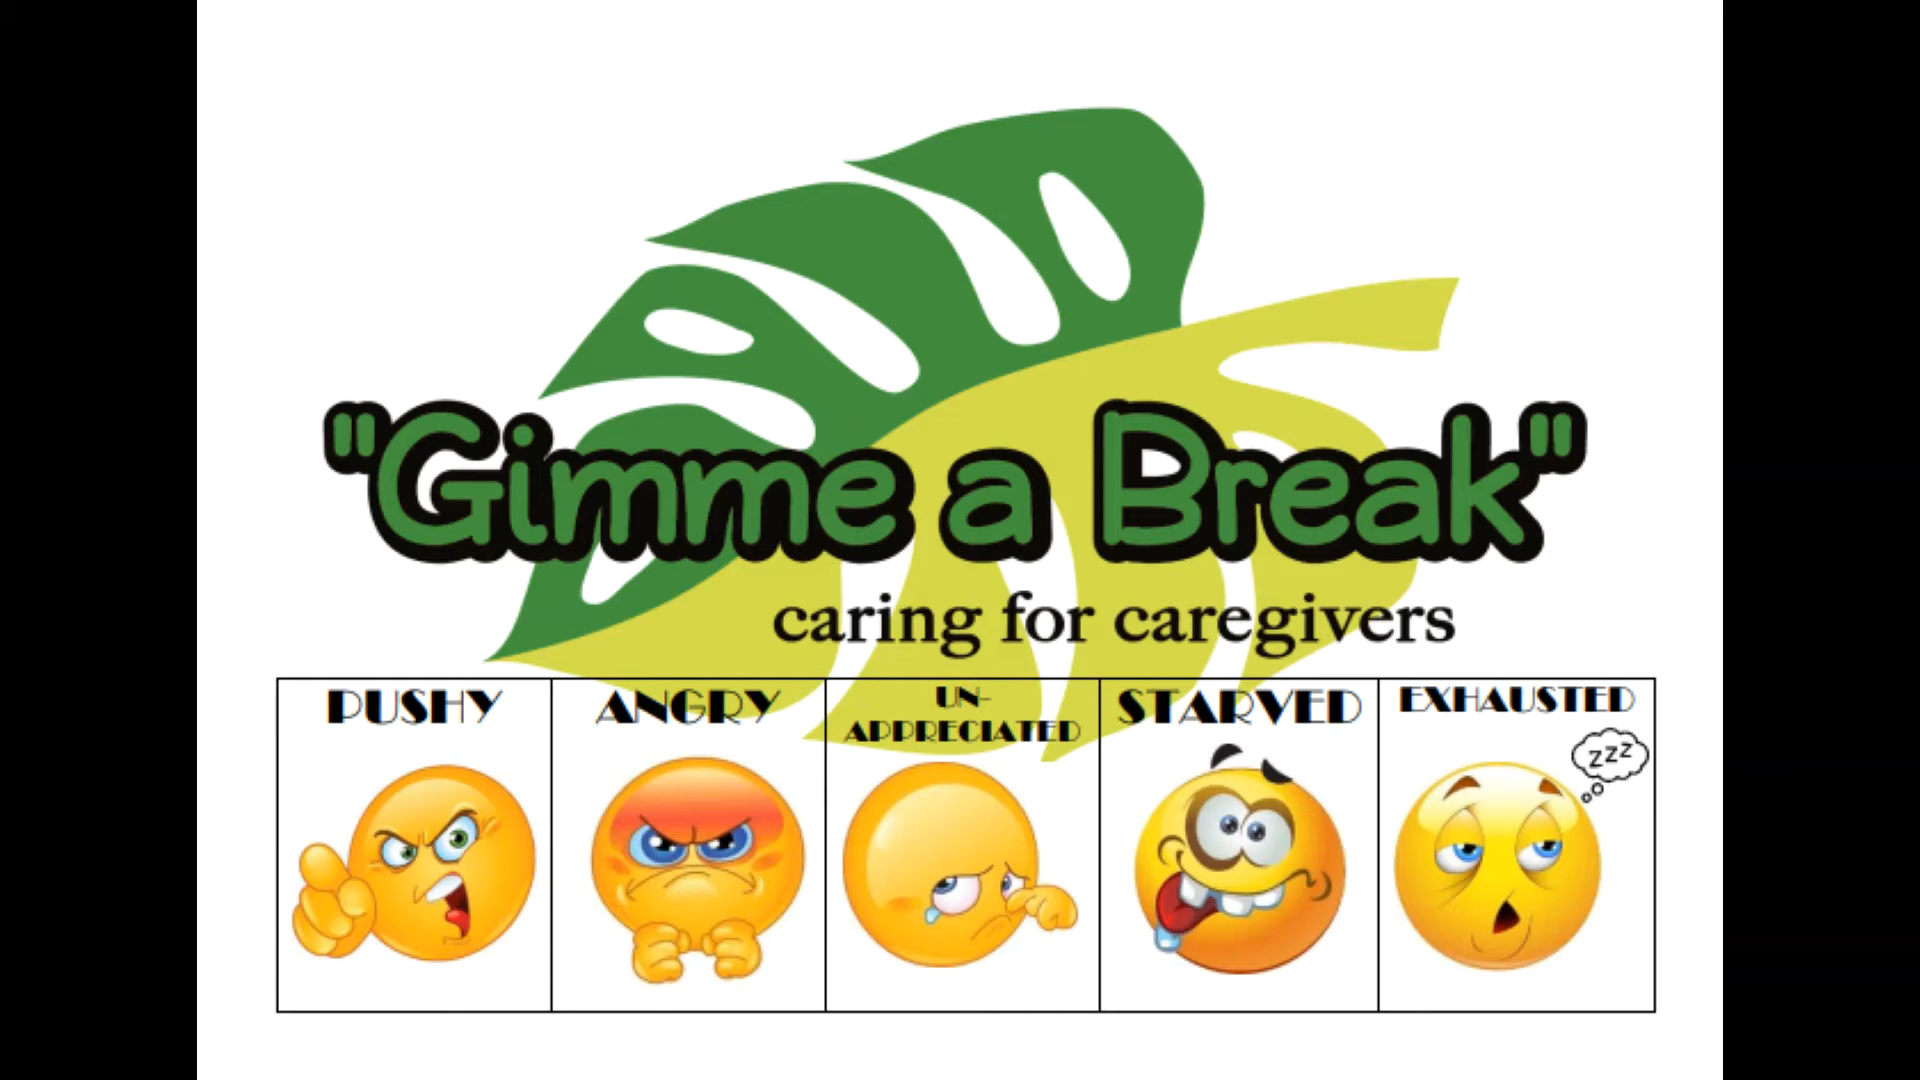 "Gimme a Break"
caring for caregivers
PUSHY
ANGRY
UN-
APPRECIATED
STARVED
EXHAUSTED
zzz